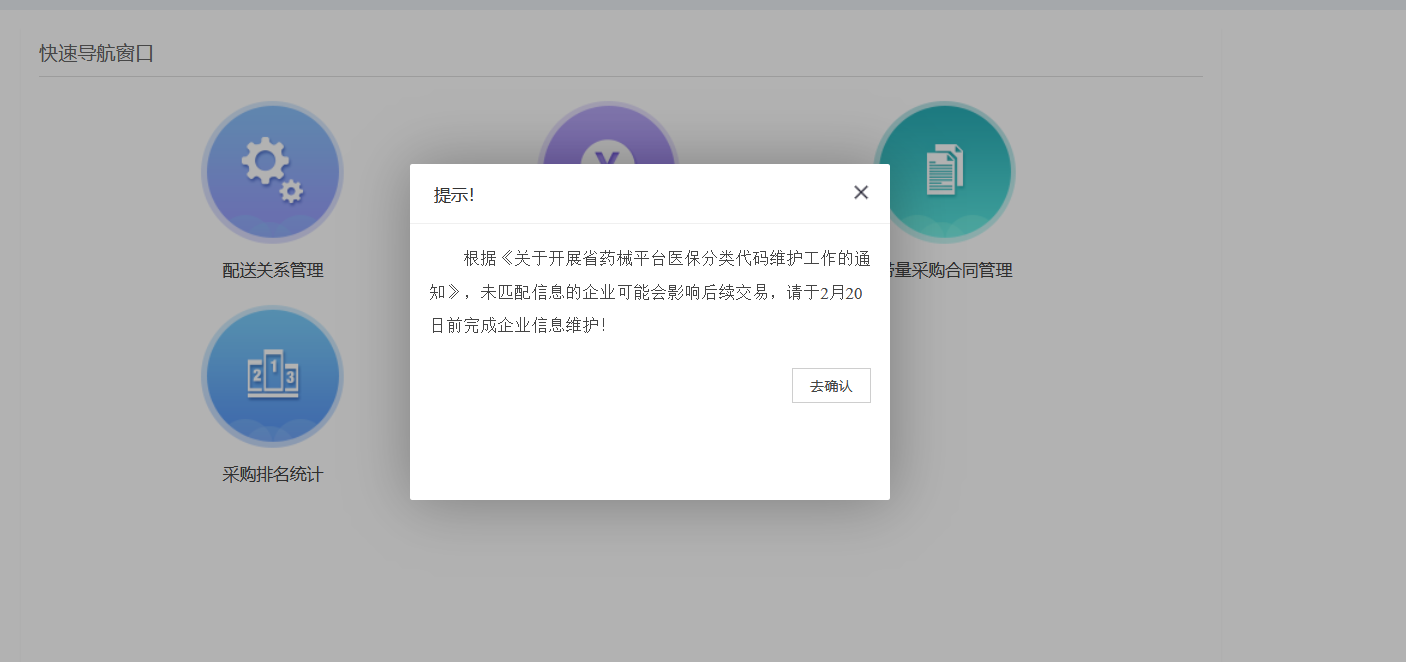 快速导航窗口
¥
提示！
根据《关于开展省药械平台医保分类代码维护工作的通
知》，未匹配信息的企业可能会影响后续交易，请于2月20
日前完成企业信息维护！
去确认
配送关系管理
量采购合同管理
2 1 3
采购排名统计